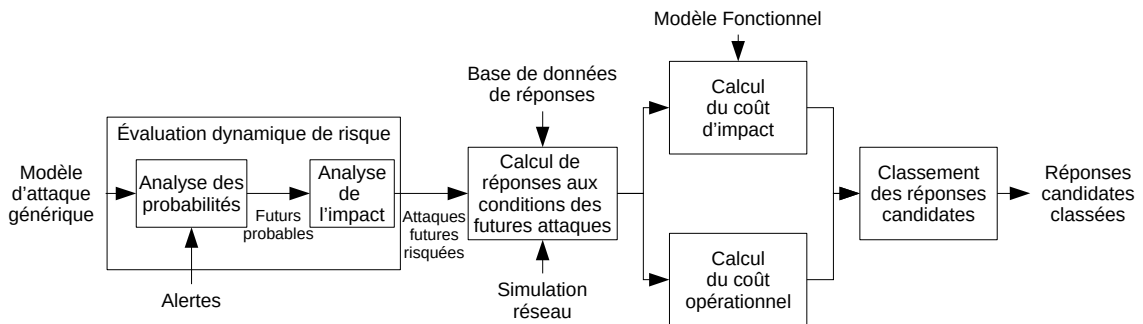 Modèle Fonctionnel
Base de données
de réponses
Calcul
du coût
d'impact
Évaluation dynamique de risque
Modèle
d'attaque
générique
Analyse des
probabilités
Futurs
probables
Analyse
de
l'impact
Attaques
futures
risquées
Calcul de
réponses aux
conditions des
futures attaques
Classement
des réponses
candidates
Réponses
candidates
classées
Alertes
Simulation
réseau
Calcul
du coût
opérationnel